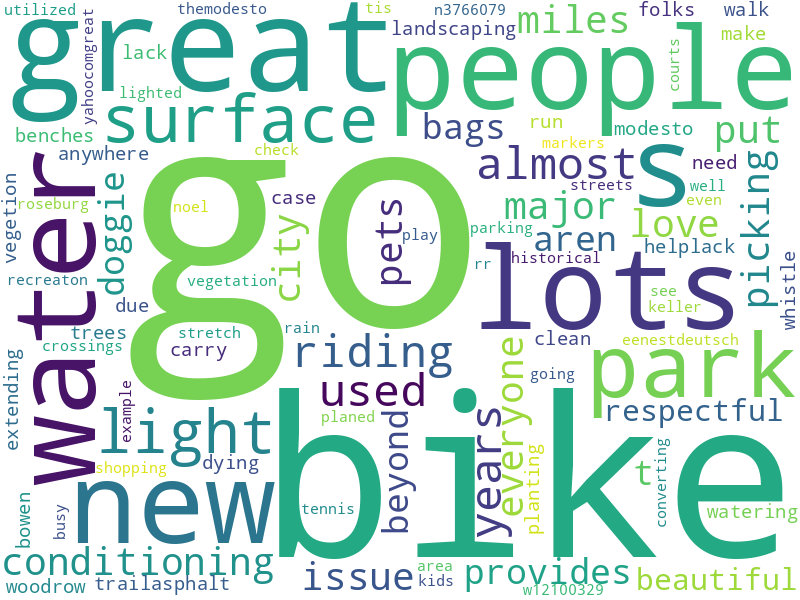 utilized
themodesto
tis
n3766079
folks
walk
great
yahoocomgreat
lack
landscaping
miles
make
people
courts
lighted
surface
benches
bags
run
modesto
put
markers
anywhere
check
almost
s
need
vegetion
water
doggie
go
streets
well
picking
roseburg
noel
case
pets
major
love
even
city
play
parking
aren
helplack
recreaton
vegetation
rr
historical
lots
see
whistle
due
keller
trees
stretch
rain
clean
eenestdeutsch
crossings
carry
riding
park
extending
example
used
going
everyone
respectful
light
planed
beyond
years
shopping
dying
t
planting
converting
new
bike
bowen
busy
tennis
watering
conditioning
issue
area
provides
beautiful
woodrow
trailasphalt
kids
w12100329